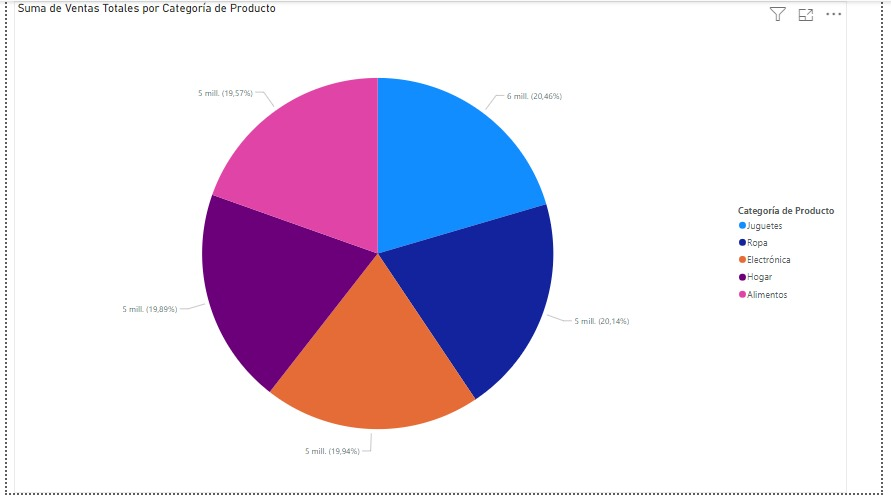 Suma de Ventas Totales por Categoría de Producto
5 mill. (19,57%)
6 mill. (20,46%)
Categoría de Producto
Juguetes
Ropa
Electrónica
Hogar
Alimentos
5 mill. (19,89%)
5 mill. (20,14%)
5 mill. (19,94%)